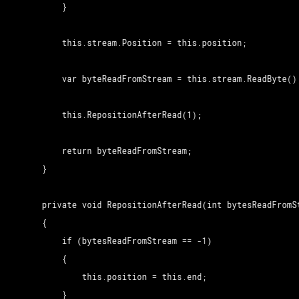 }
this.stream.Position = this.position;
var byteReadFromStream = this.stream.ReadByte()
this.RepositionAfterRead(1);
return byteReadFromStream;
}
private void RepositionAfterRead(int bytesReadFromSt
{
if (bytesReadFromStream == -1)
{
this.position = this.end;
}